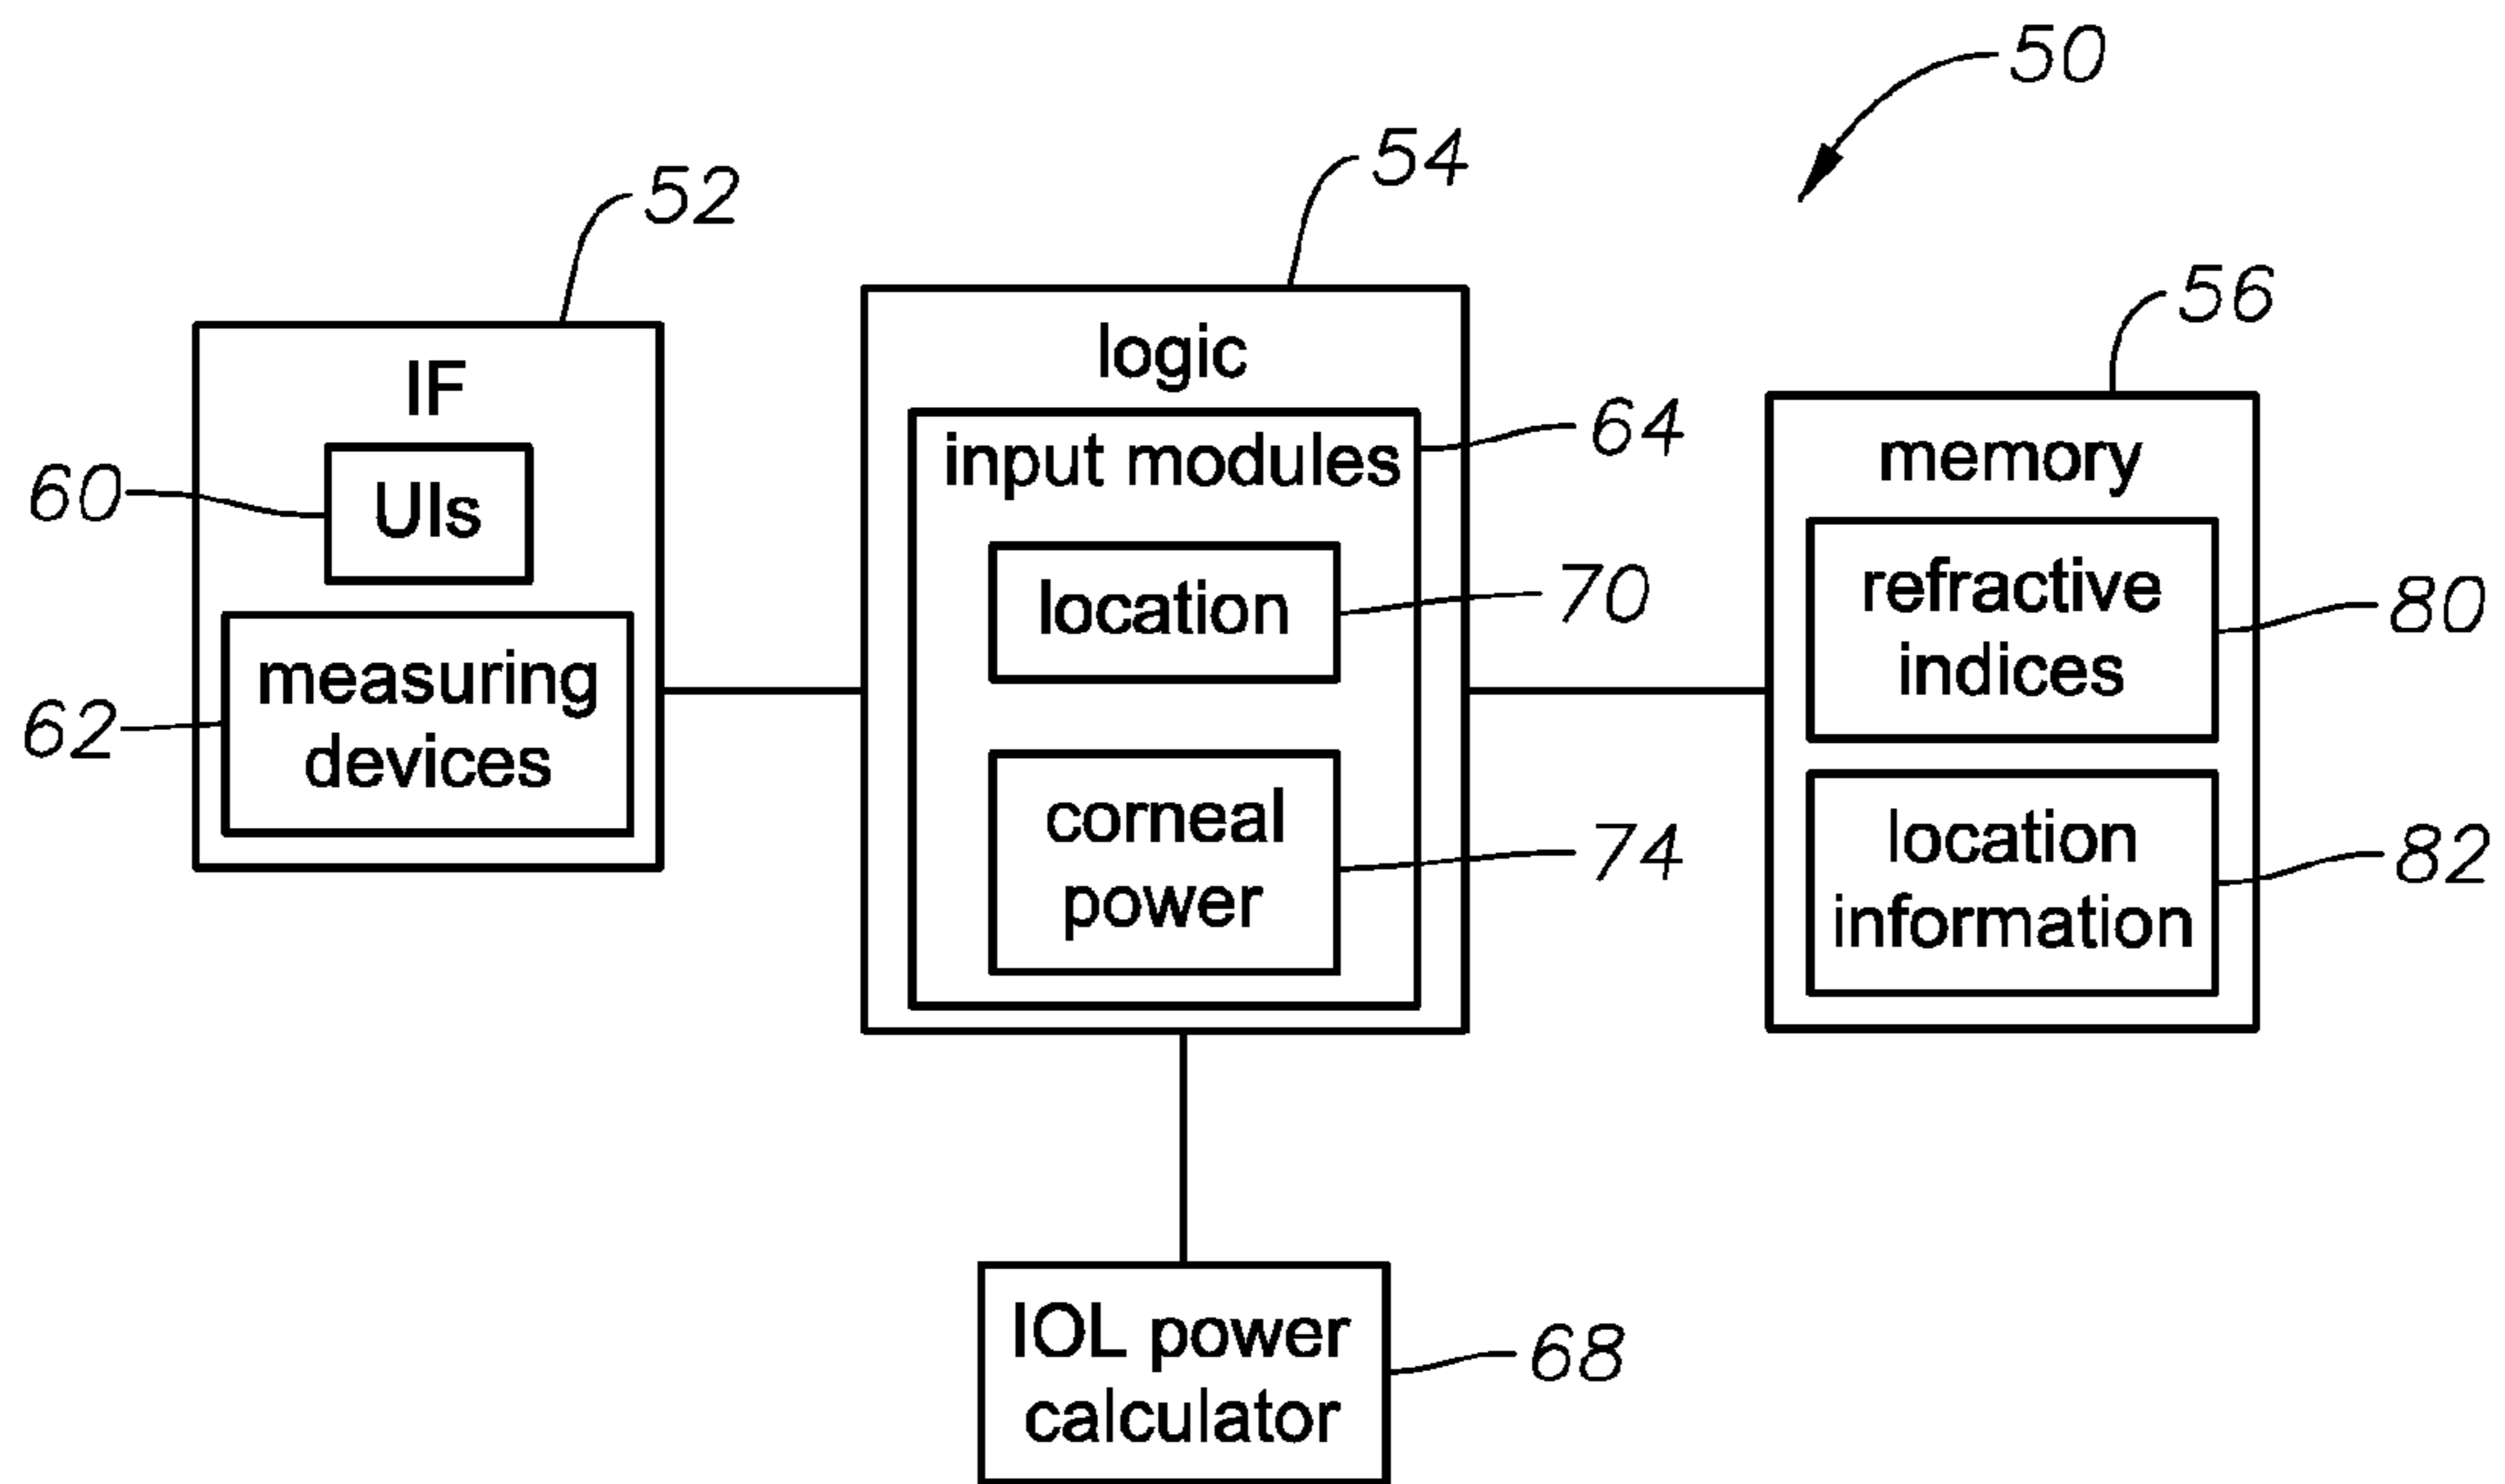 50
52
54
56
IF
60
UIs
62
measuring
devices
logic
input modules
64
location
70
corneal
power
74
memory
refractive
indices
80
location
information
82
IOL power
calculator
68